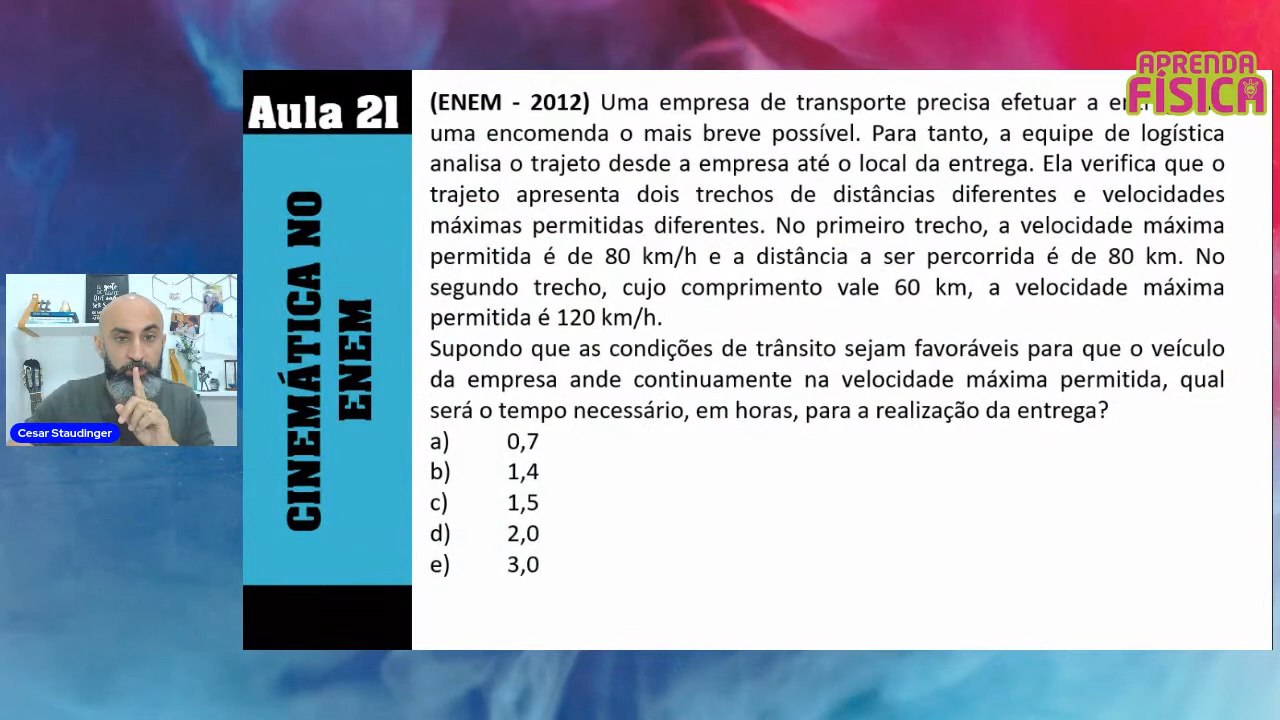 APRENDA
FÍSICA
Aula 21
CINEMÁTICA NO
ENEM
(ENEM - 2012) Uma empresa de transporte precisa efetuar a
uma encomenda o mais breve possível. Para tanto, a equipe de logística
analisa o trajeto desde a empresa até o local da entrega. Ela verifica que o
trajeto apresenta dois trechos de distâncias diferentes e velocidades
máximas permitidas diferentes. No primeiro trecho, a velocidade máxima
permitida é de 80 km/h e a distância a ser percorrida é de 80 km. No
segundo trecho, cujo comprimento vale 60 km, a velocidade máxima
permitida é 120 km/h.
Supondo que as condições de trânsito sejam favoráveis para que o veículo
da empresa ande continuamente na velocidade máxima permitida, qual
será o tempo necessário, em horas, para a realização da entrega?
a) 0,7
b) 1,4
c) 1,5
d) 2,0
e) 3,0
Cesar Staudinger